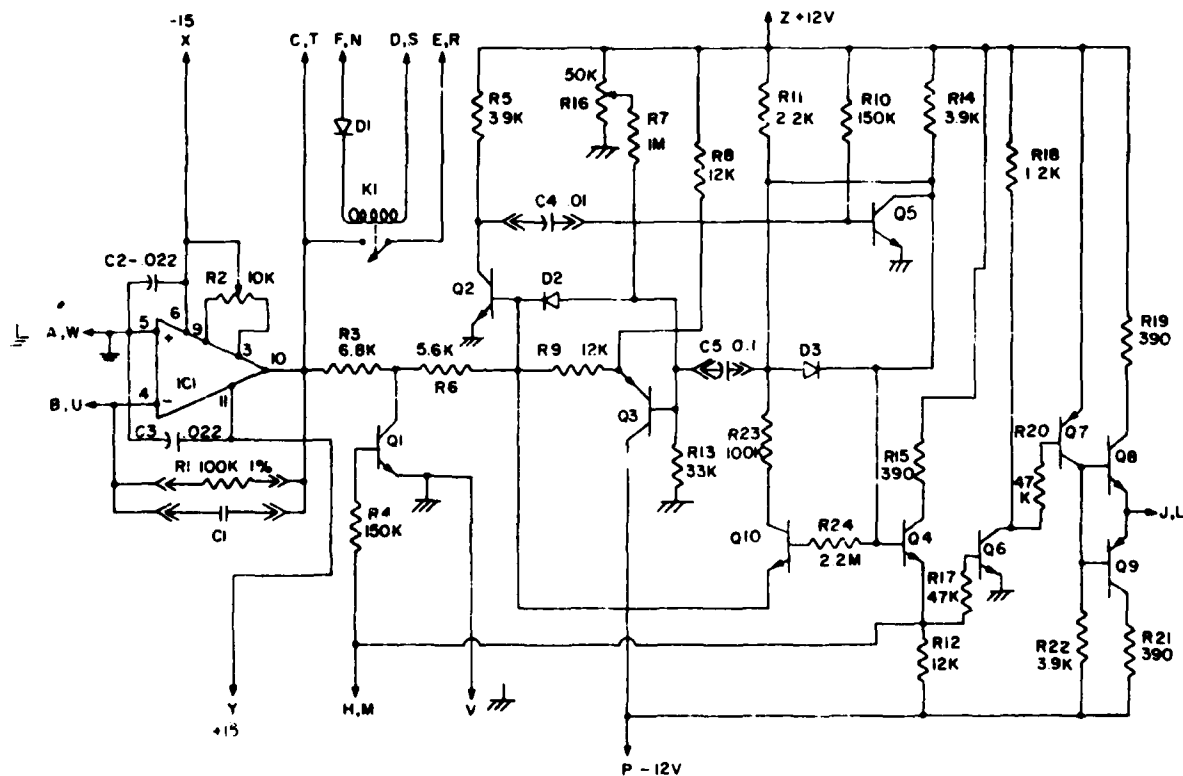 -15
X
C,T
F,N
D,S
E,R
Z +12V
50K
R16
R5
3.9K
R7
1M
R11
2.2K
R10
150K
R14
3.9K
D1
R8
12K
R18
1.2K
K1
C4 .01
Q5
C2-.022
R2
10K
Q2
D2
6
9
5
+
A,W
3
10
R3
6.8K
5.6K
R6
R9
12K
C5 0.1
D3
R19
390
IC1
4
-
11
B,U
Q3
C3
.022
Q1
R1 100K 1%
R13
33K
R23
100K
R15
390
R20
47
K
Q7
Q8
C1
R4
150K
J,L
Q10
R24
2.2M
Q4
Q6
Q9
R17
47K
R12
12K
R22
3.9K
R21
390
Y
+15
H,M
V
P -12V